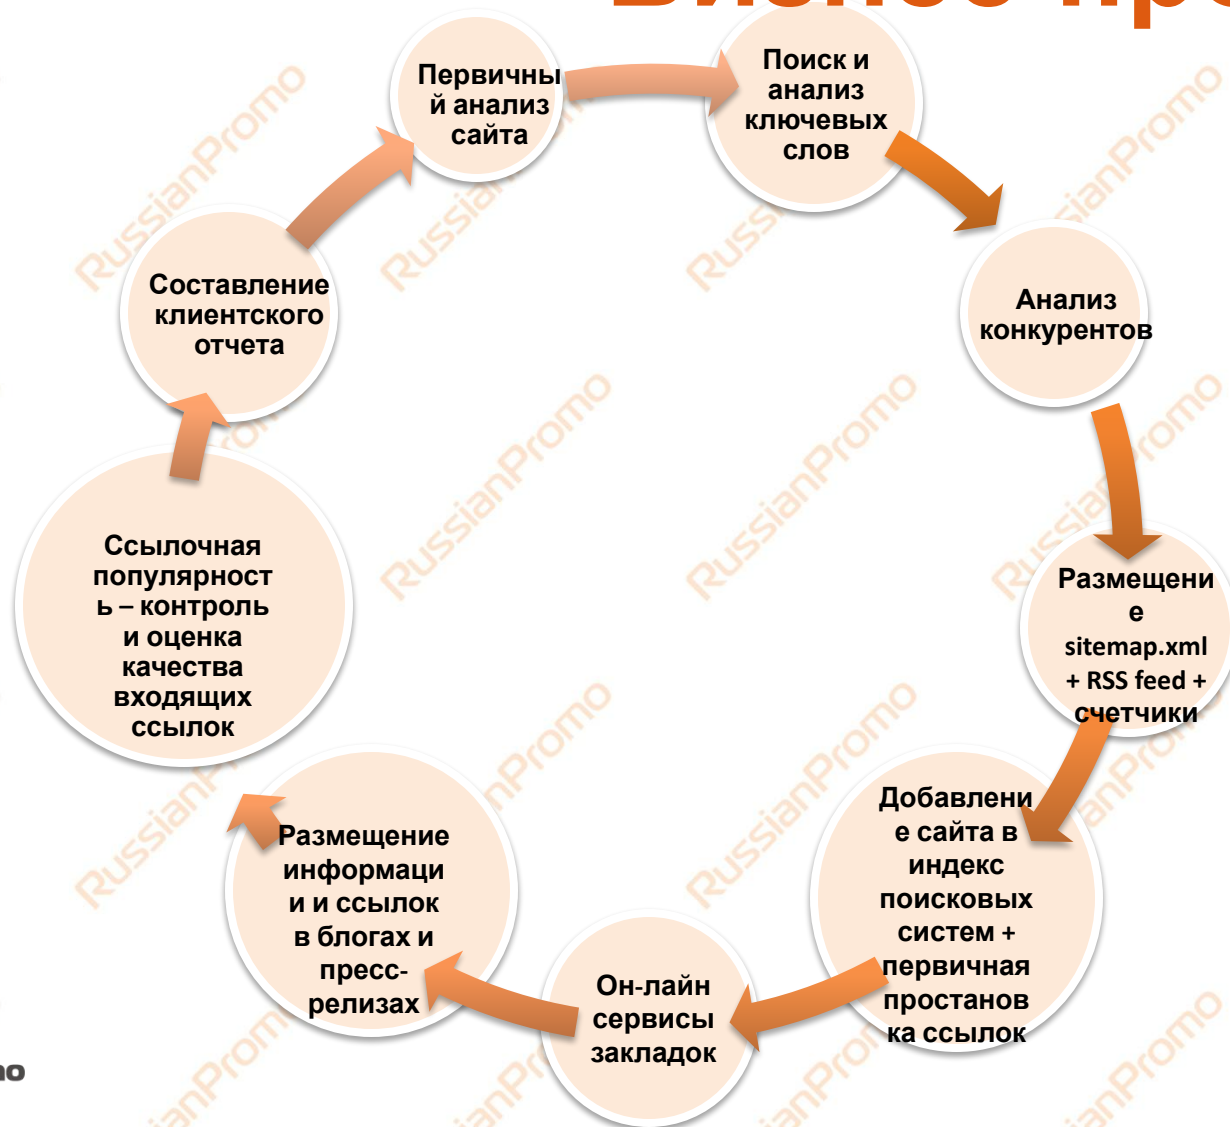 Первичны
й анализ
сайта
Поиск и
анализ
ключевых
слов
Анализ
конкурентов
Размещени
е
sitemap.xml
+ RSS feed +
счетчики
Добавлени
е сайта в
индекс
поисковых
систем +
первичная
простанов
ка ссылок
Он-лайн
сервисы
закладок
Размещение
информаци
и и ссылок
в блогах и
пресс-
релизах
Ссылочная
популярност
ь – контроль
и оценка
качества
входящих
ссылок
Составление
клиентского
отчета
RussianPromo